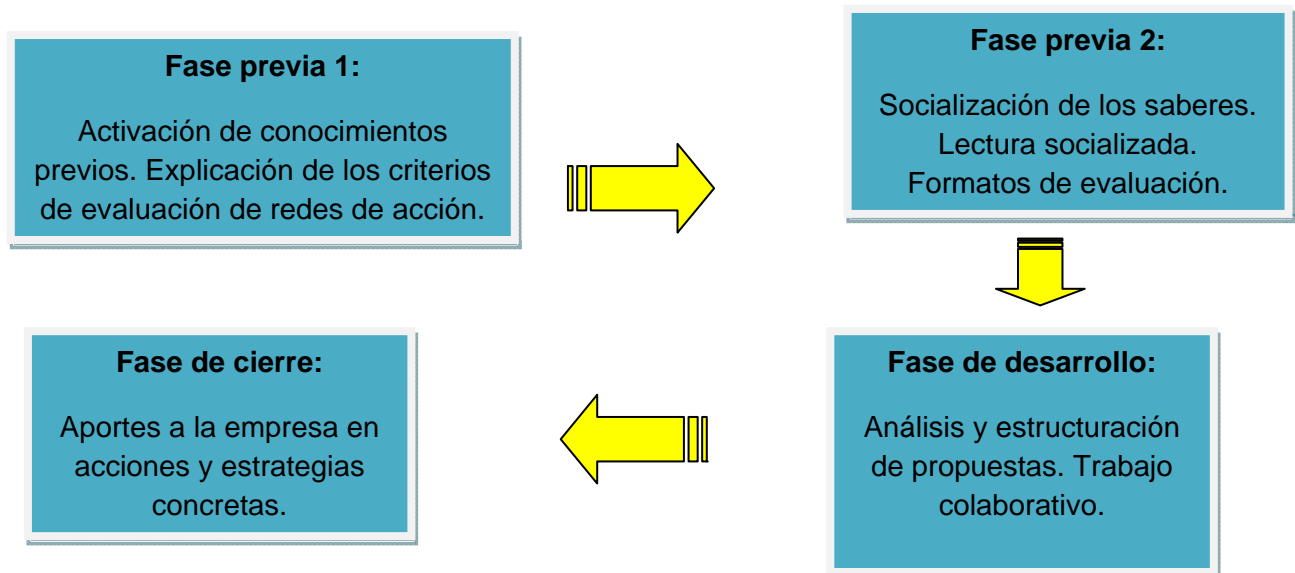 Fase previa 1:
Activación de conocimientos
previos. Explicación de los criterios
de evaluación de redes de acción.
Fase previa 2:
Socialización de los saberes.
Lectura socializada.
Formatos de evaluación.
Fase de desarrollo:
Análisis y estructuración
de propuestas. Trabajo
colaborativo.
Fase de cierre:
Aportes a la empresa en
acciones y estrategias
concretas.